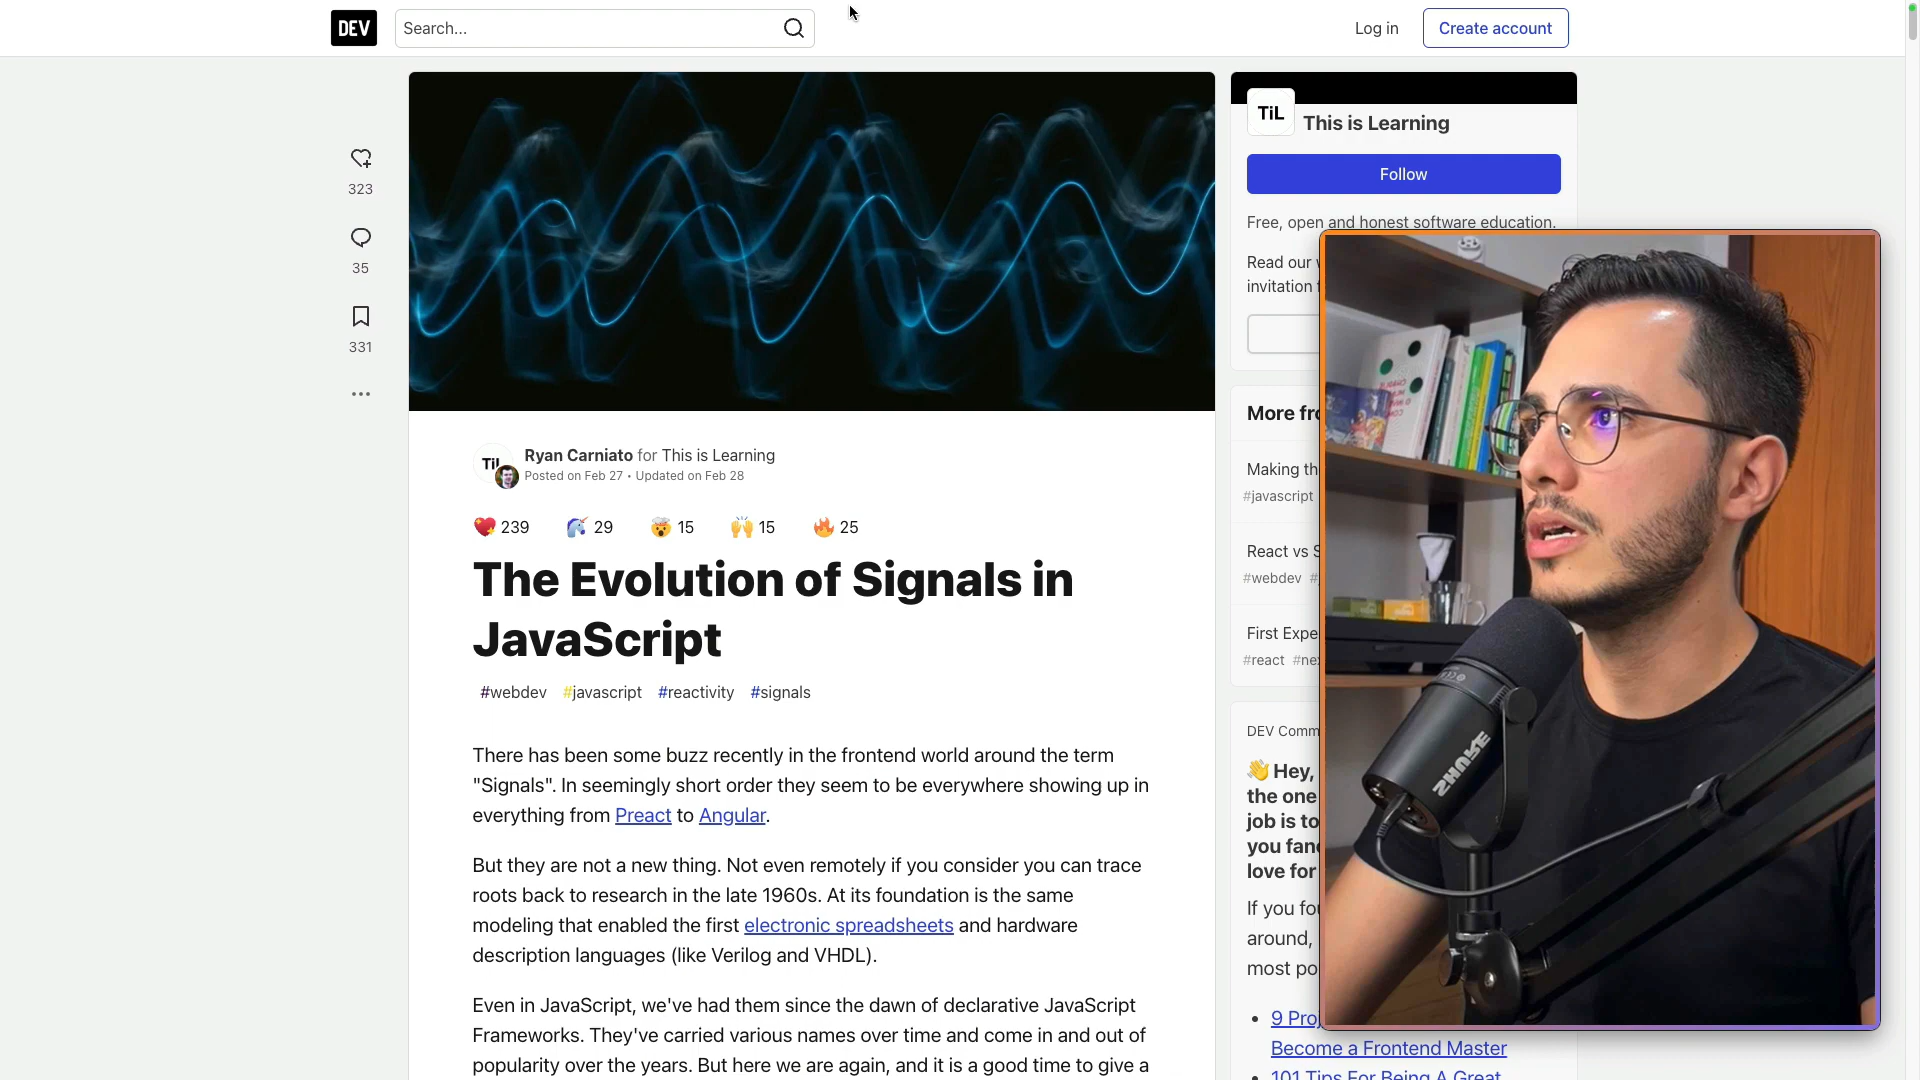 DEV
Search...
Log in
Create account
323
35
331
TiL
This is Learning
Follow
Free, open and honest software education.
Read our
invitation
More
Ryan Carniato for This is Learning
Posted on Feb 27 • Updated on Feb 28
239
29
15
15
25
The Evolution of Signals in
JavaScript
#webdev #javascript #reactivity #signals
There has been some buzz recently in the frontend world around the term
"Signals". In seemingly short order they seem to be everywhere showing up in
everything from Preact to Angular.
But they are not a new thing. Not even remotely if you consider you can trace
roots back to research in the late 1960s. At its foundation is the same
modeling that enabled the first electronic spreadsheets and hardware
description languages (like Verilog and VHDL).
Even in JavaScript, we've had them since the dawn of declarative JavaScript
Frameworks. They've carried various names over time and come in and out of
popularity over the years. But here we are again, and it is a good time to give a
Making
#javascript
React vs
#webdev
First
#react
DEV
Hey,
the one
job is to
you
love for
If you
around,
most
9
Become a Frontend Master
101 Tips For Being A Great
SHURE